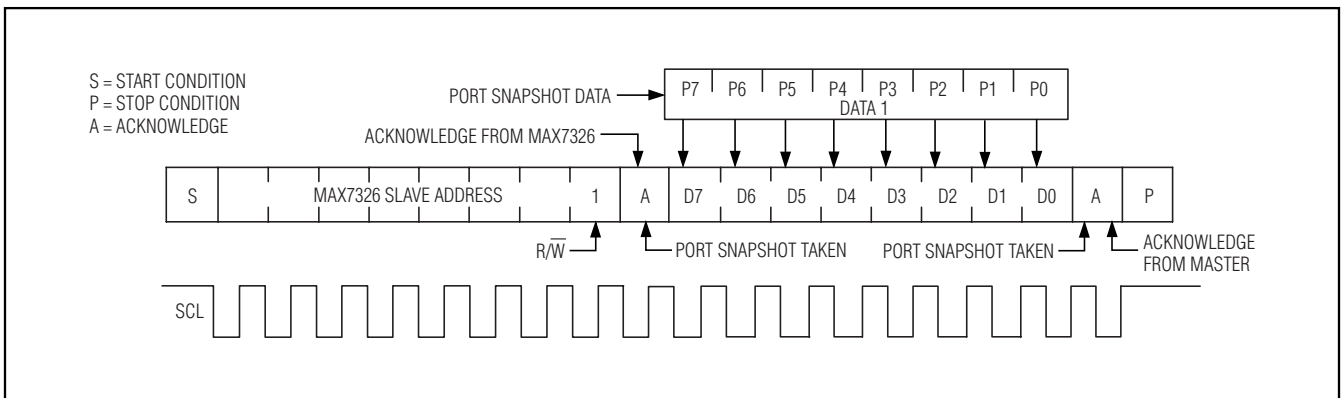 S = START CONDITION
P = STOP CONDITION
A = ACKNOWLEDGE
PORT SNAPSHOT DATA
P7 P6 P5 P4 P3 P2 P1 P0
DATA 1
ACKNOWLEDGE FROM MAX7326
S MAX7326 SLAVE ADDRESS 1 A D7 D6 D5 D4 D3 D2 D1 D0 A P
R/W̅
PORT SNAPSHOT TAKEN
PORT SNAPSHOT TAKEN
ACKNOWLEDGE
FROM MASTER
SCL